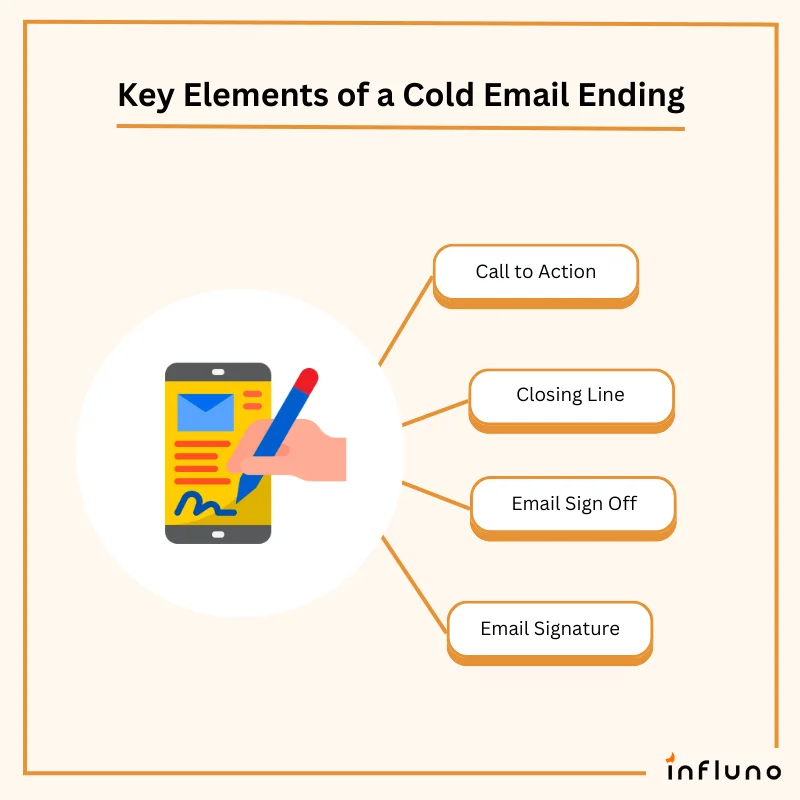 Key Elements of a Cold Email Ending
Call to Action
Closing Line
Email Sign Off
Email Signature
influno